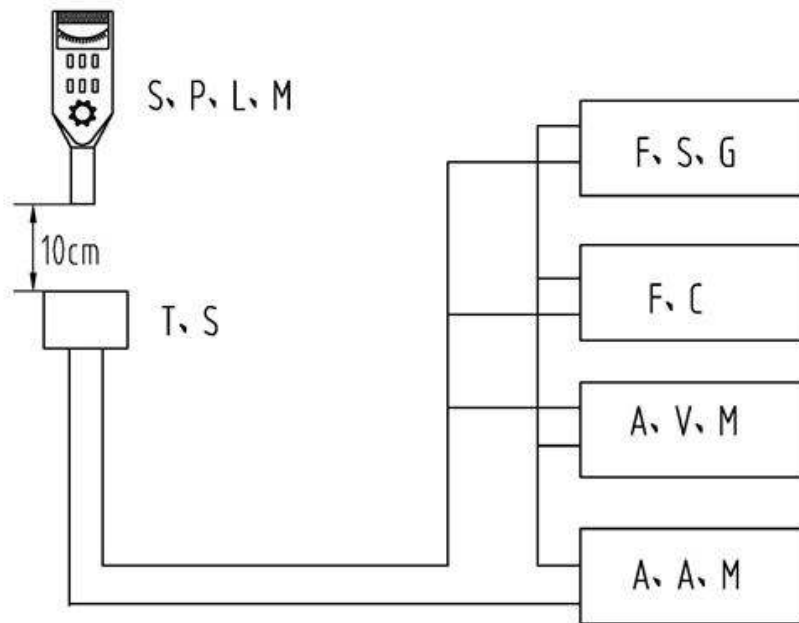 S、P、L、M
F、S、G
10cm
F、C
T、S
A、V、M
A、A、M